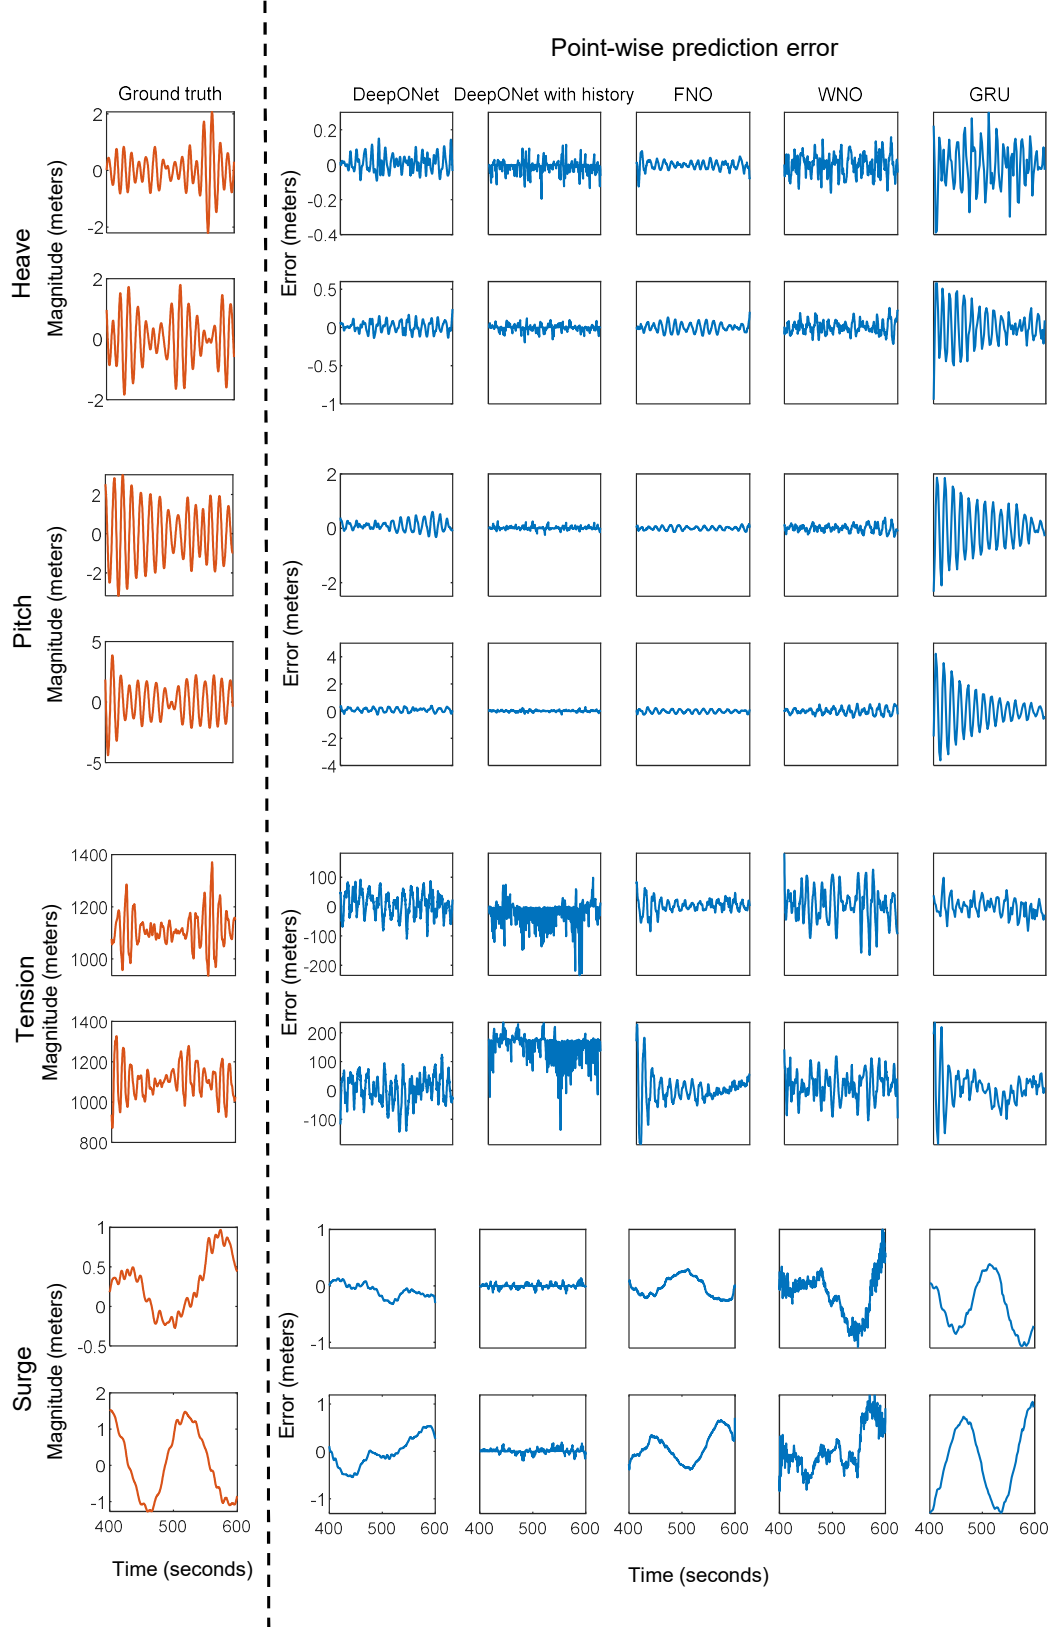 Point-wise prediction error
Ground truth
DeepONet
DeepONet with history
FNO
WNO
GRU
Heave
Magnitude (meters)
2
0
-2
2
0
-2
Error (meters)
0.2
0
-0.2
-0.4
0.5
0
-0.5
-1
Pitch
Magnitude (meters)
2
0
-2
Magnitude (meters)
5
0
-5
Error (meters)
2
0
-2
4
2
0
-2
-4
Tension
Magnitude (meters)
1400
1200
1000
1400
1200
1000
800
Error (meters)
100
0
-100
-200
200
100
0
-100
Surge
Magnitude (meters)
1
0.5
0
-0.5
2
1
0
-1
400 500 600
Time (seconds)
Error (meters)
1
0
-1
1
0
-1
400 500 600
400 500 600
400 500 600
400 500 600
400 500 600
Time (seconds)